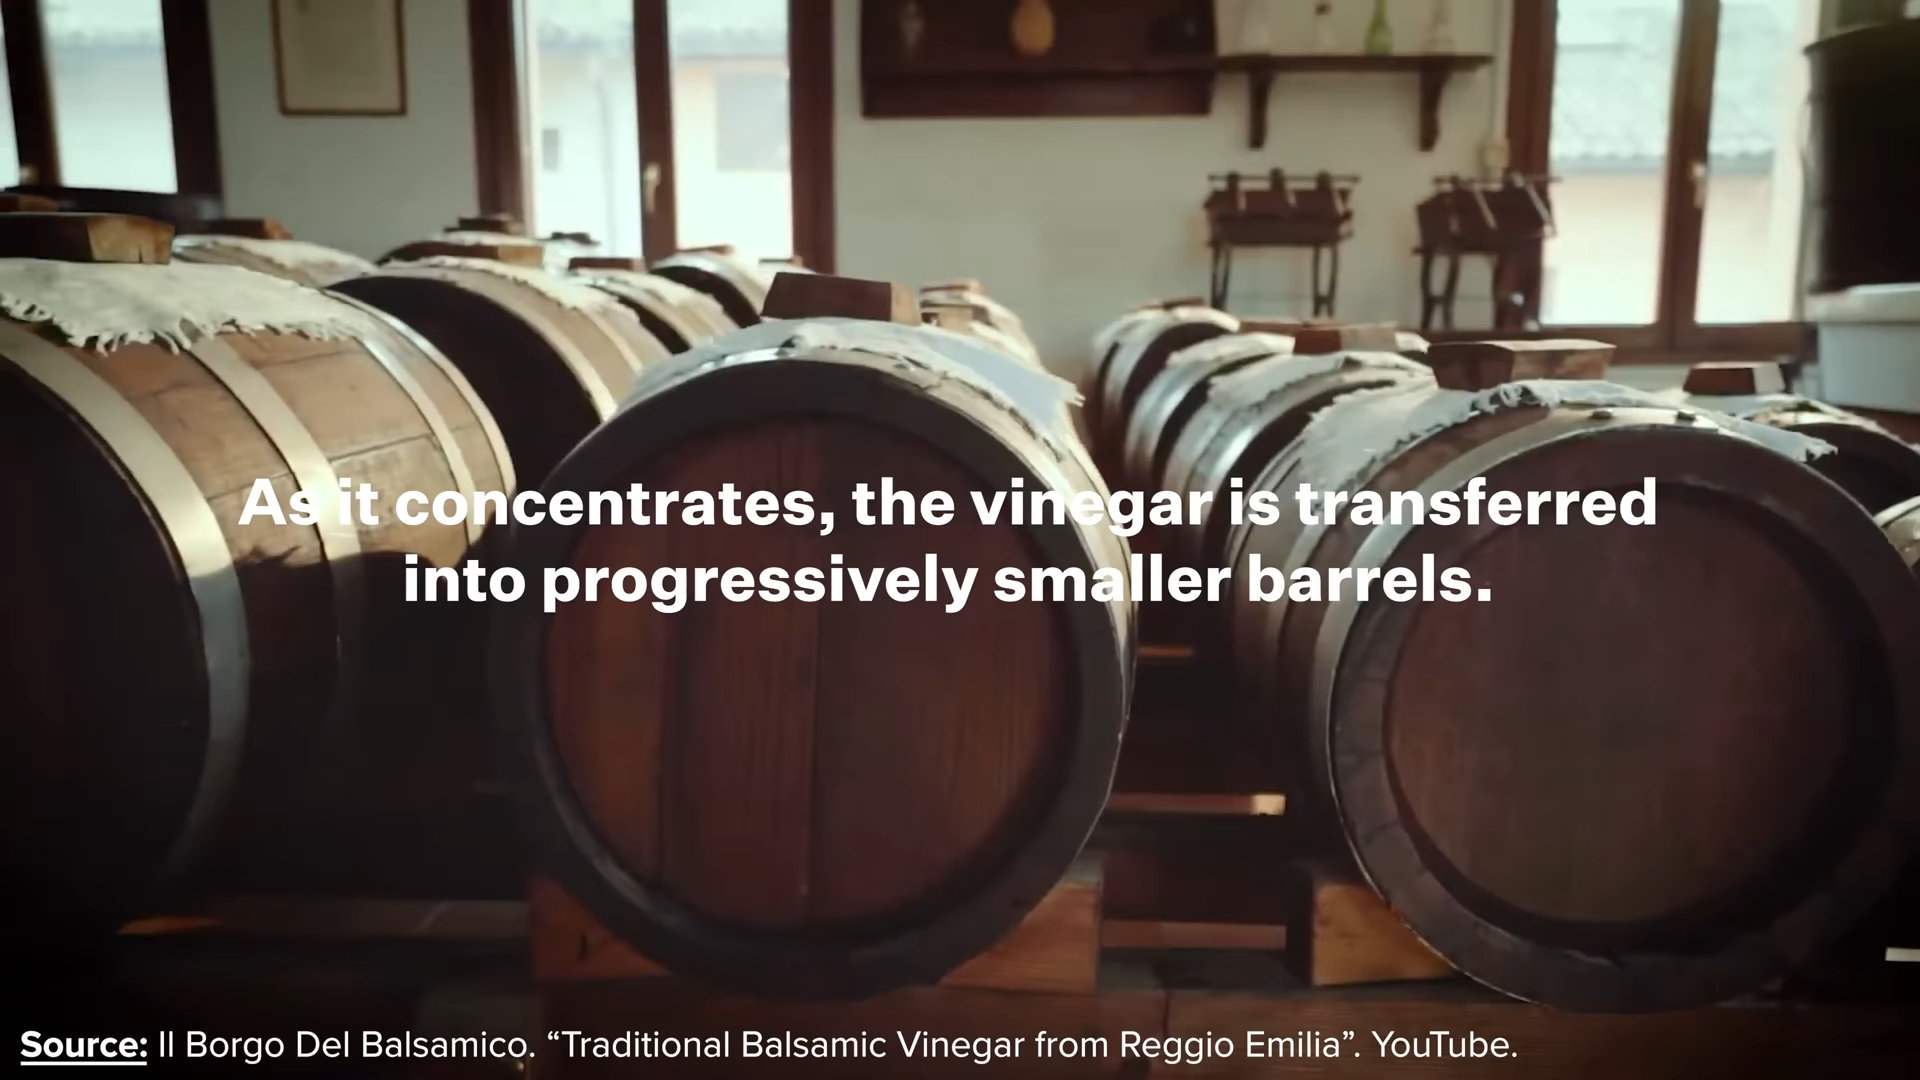 As it concentrates, the vinegar is transferred
into progressively smaller barrels.
Source: Il Borgo Del Balsamico. “Traditional Balsamic Vinegar from Reggio Emilia”. YouTube.